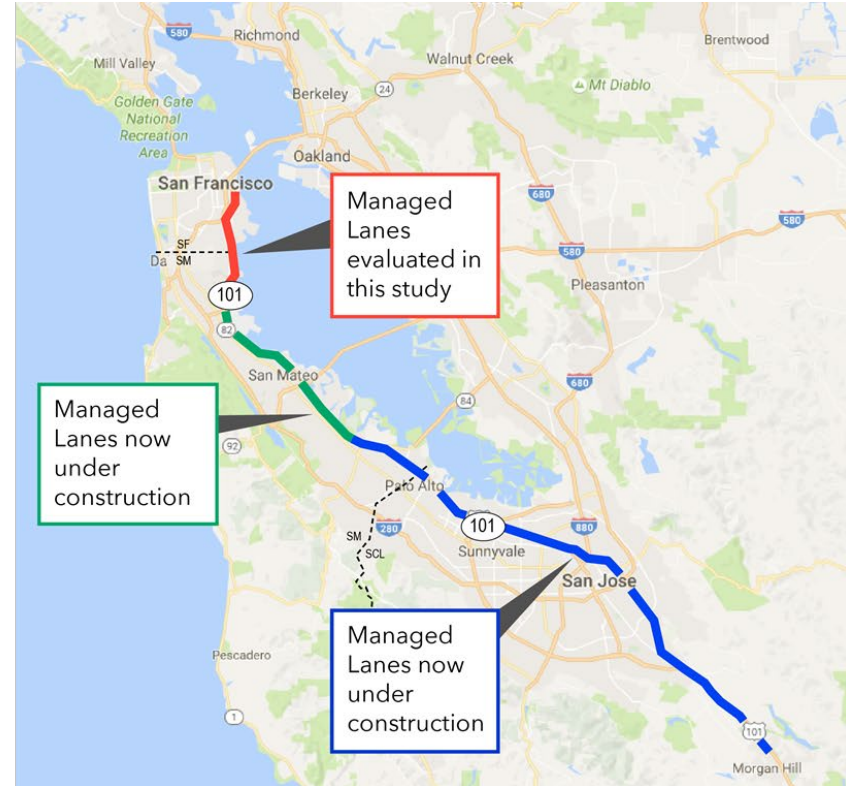 580
Richmond
Brentwood
Mill Valley
Walnut Creek
24
Mt Diablo
Berkeley
Golden Gate
National
Recreation
Area
Oakland
San Francisco
680
Managed
Lanes
evaluated in
this study
580
SF
Da
SM
580
101
Pleasanton
82
San Mateo
680
Managed
Lanes now
under
construction
84
92
Palo Alto
101
280
880
SM
SCL
Sunnyvale
San Jose
Managed
Lanes now
under
construction
Pescadero
1
101
Morgan Hill